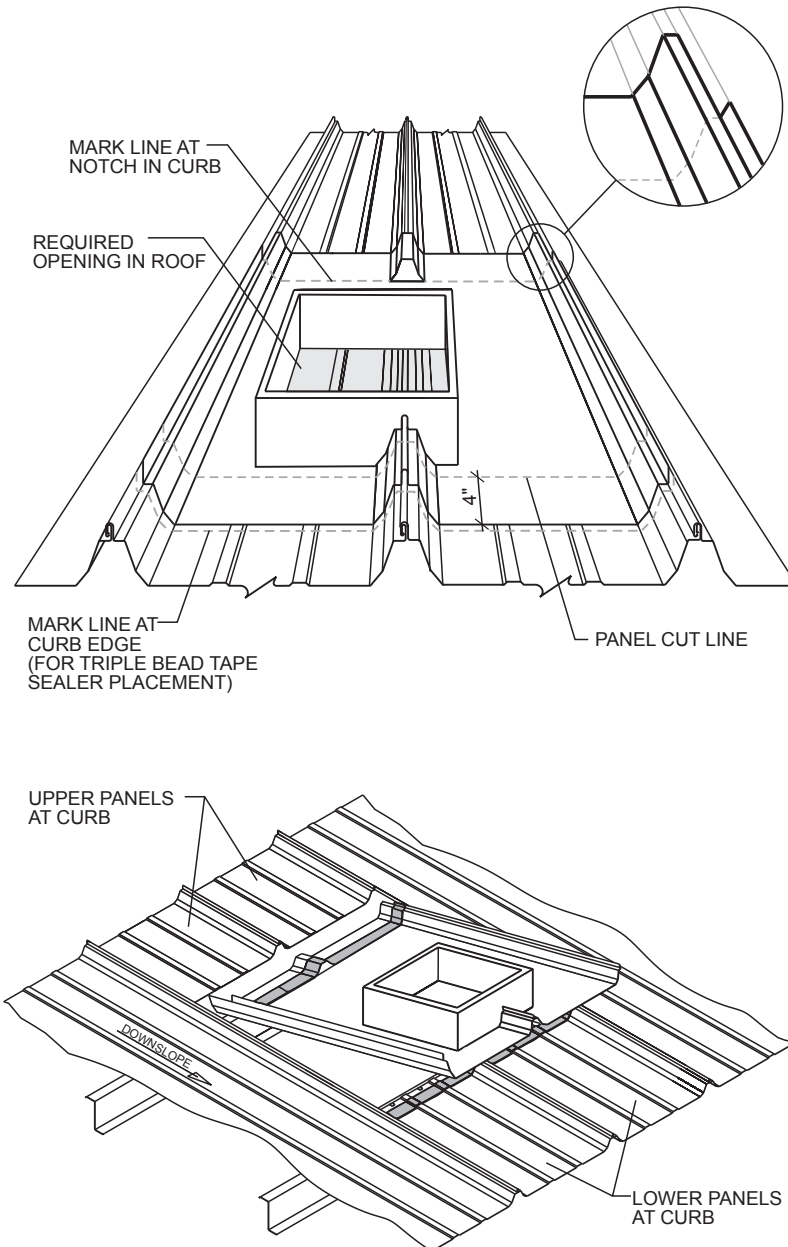 MARK LINE AT
NOTCH IN CURB
REQUIRED
OPENING IN ROOF
4"
MARK LINE AT
CURB EDGE
(FOR TRIPLE BEAD TAPE
SEALER PLACEMENT)
PANEL CUT LINE
UPPER PANELS
AT CURB
DOWNSLOPE
LOWER PANELS
AT CURB